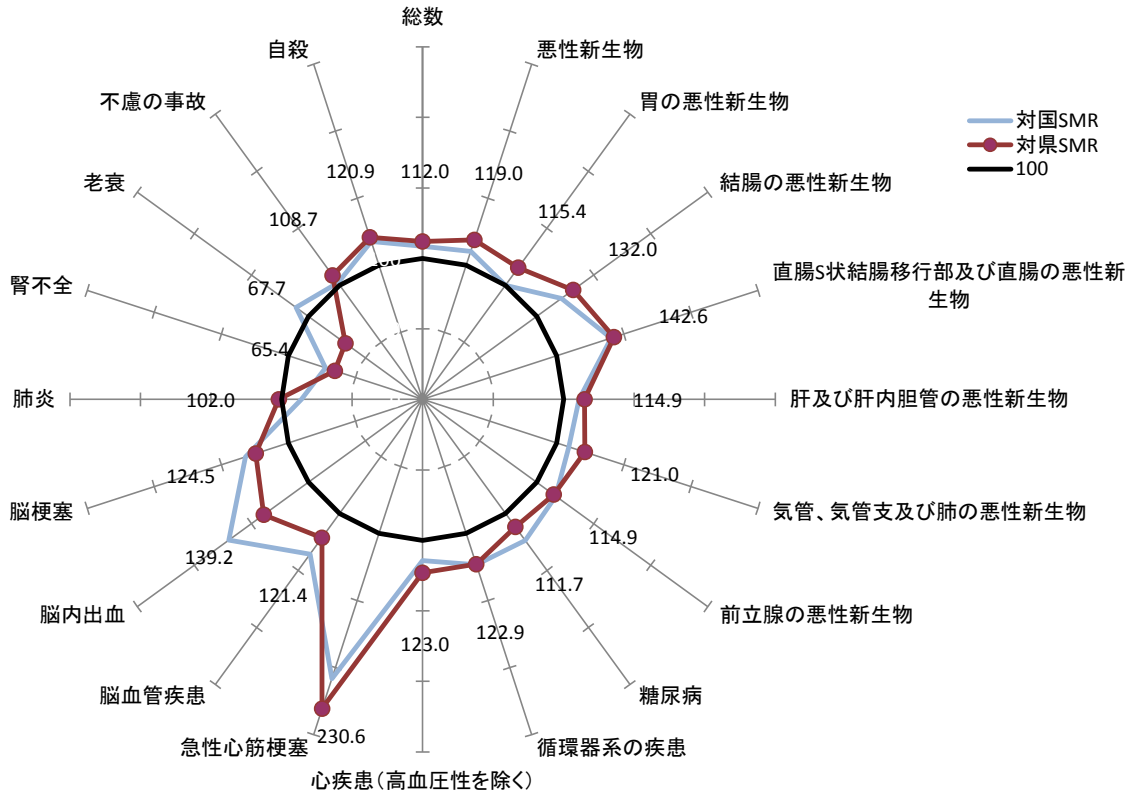 総数
自殺
悪性新生物
不慮の事故
胃の悪性新生物
対国SMR
対県SMR
100
老衰
結腸の悪性新生物
腎不全
直腸S状結腸移行部及び直腸の悪性新
生物
肺炎
肝及び肝内胆管の悪性新生物
脳梗塞
気管、気管支及び肺の悪性新生物
脳内出血
前立腺の悪性新生物
脳血管疾患
糖尿病
急性心筋梗塞
循環器系の疾患
心疾患(高血圧性を除く)
112.0
119.0
115.4
132.0
142.6
114.9
121.0
114.9
111.7
122.9
123.0
230.6
121.4
139.2
124.5
102.0
65.4
67.7
108.7
120.9